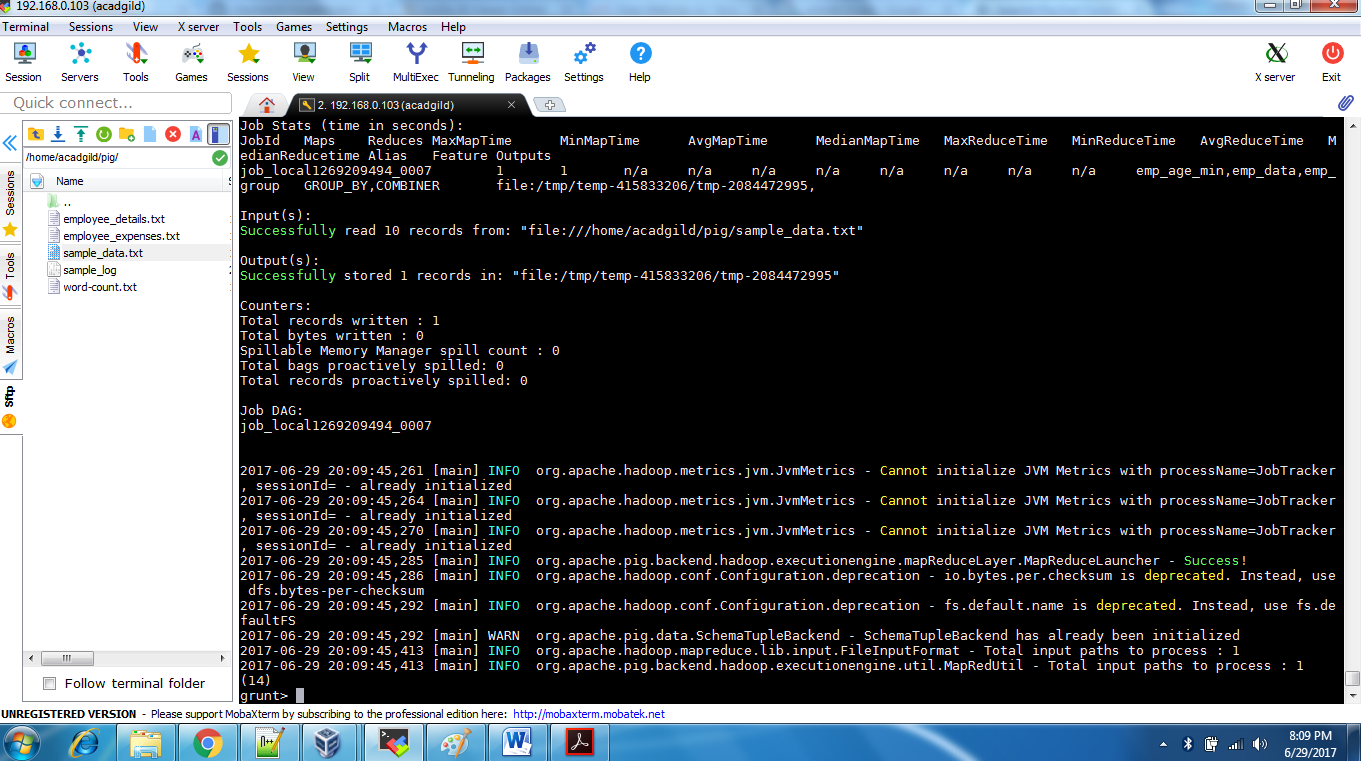 192.168.0.103 (acadgild)
Terminal Sessions View X server Tools Games Settings Macros Help
Session Servers Tools Games Sessions View Split MultiExec Tunneling Packages Settings Help X server Exit
Quick connect...
2. 192.168.0.103 (acadgild)
/home/acadgild/pig/
Name
..
employee_details.txt
employee_expenses.txt
sample_data.txt
sample_log
word-count.txt
Sessions
Tools
Macros
Sftp
Follow terminal folder
Job Stats (time in seconds):
JobId Maps Reduces MaxMapTime MinMapTime AvgMapTime MedianMapTime MaxReduceTime MinReduceTime AvgReduceTime M
edianReducetime Alias Feature Outputs
job_local1269209494_0007 1 1 n/a n/a n/a n/a n/a n/a n/a n/a emp_age_min,emp_data,emp_
group GROUP_BY,COMBINER file:/tmp/temp-415833206/tmp-2084472995,
Input(s):
Successfully read 10 records from: "file:///home/acadgild/pig/sample_data.txt"
Output(s):
Successfully stored 1 records in: "file:/tmp/temp-415833206/tmp-2084472995"
Counters:
Total records written : 1
Total bytes written : 0
Spillable Memory Manager spill count : 0
Total bags proactively spilled: 0
Total records proactively spilled: 0
Job DAG:
job_local1269209494_0007
2017-06-29 20:09:45,261 [main] INFO org.apache.hadoop.metrics.jvm.JvmMetrics - Cannot initialize JVM Metrics with processName=JobTracker
, sessionId= - already initialized
2017-06-29 20:09:45,264 [main] INFO org.apache.hadoop.metrics.jvm.JvmMetrics - Cannot initialize JVM Metrics with processName=JobTracker
, sessionId= - already initialized
2017-06-29 20:09:45,270 [main] INFO org.apache.hadoop.metrics.jvm.JvmMetrics - Cannot initialize JVM Metrics with processName=JobTracker
, sessionId= - already initialized
2017-06-29 20:09:45,285 [main] INFO org.apache.pig.backend.hadoop.executionengine.mapReduceLayer.MapReduceLauncher - Success!
2017-06-29 20:09:45,286 [main] INFO org.apache.hadoop.conf.Configuration.deprecation - io.bytes.per.checksum is deprecated. Instead, use
dfs.bytes-per-checksum
2017-06-29 20:09:45,292 [main] INFO org.apache.hadoop.conf.Configuration.deprecation - fs.default.name is deprecated. Instead, use fs.de
faultFS
2017-06-29 20:09:45,292 [main] WARN org.apache.pig.data.SchemaTupleBackend - SchemaTupleBackend has already been initialized
2017-06-29 20:09:45,413 [main] INFO org.apache.hadoop.mapreduce.lib.input.FileInputFormat - Total input paths to process : 1
2017-06-29 20:09:45,413 [main] INFO org.apache.pig.backend.hadoop.executionengine.util.MapRedUtil - Total input paths to process : 1
(14)
grunt>
UNREGISTERED VERSION - Please support MobaXterm by subscribing to the professional edition here: http://mobaxterm.mobatek.net
8:09 PM
6/29/2017